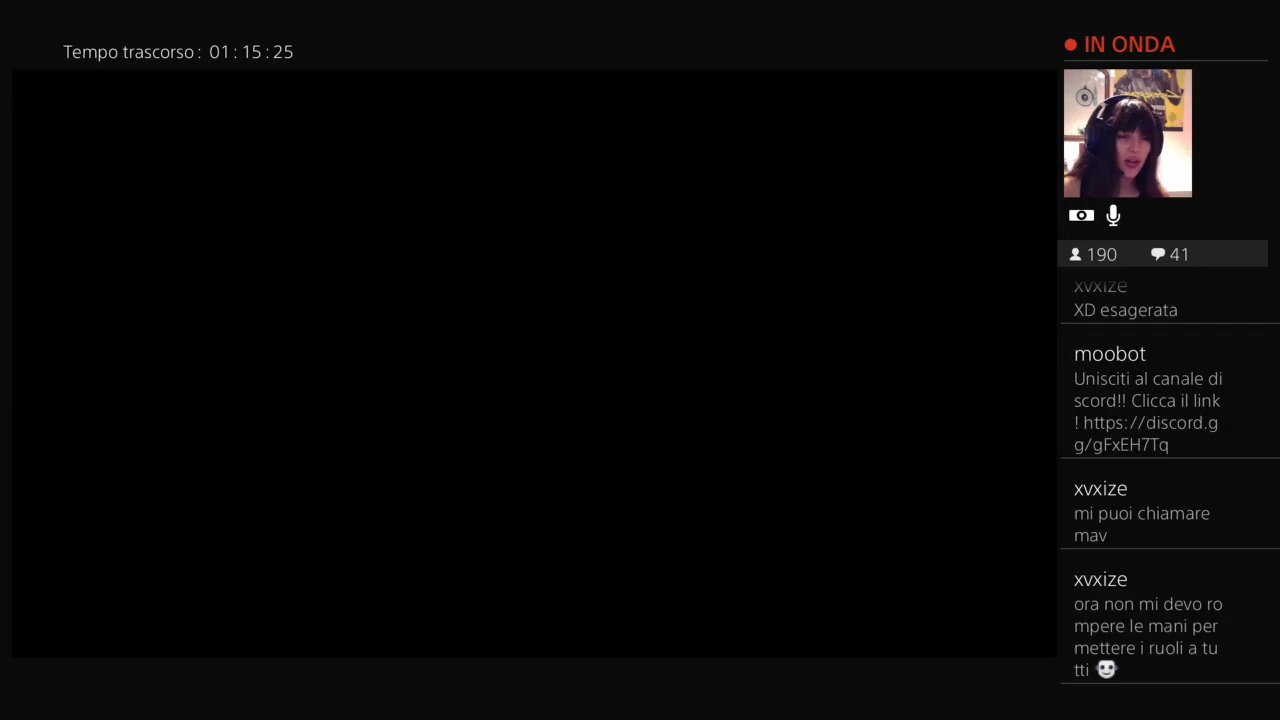 Tempo trascorso : 01 : 15 : 25
IN ONDA
190 41
xvxize
XD esagerata
moobot
Unisciti al canale di
scord!! Clicca il link
! https://discord.g
g/gFxEH7Tq
xvxize
mi puoi chiamare
mav
xvxize
ora non mi devo ro
mpere le mani per
mettere i ruoli a tu
tti